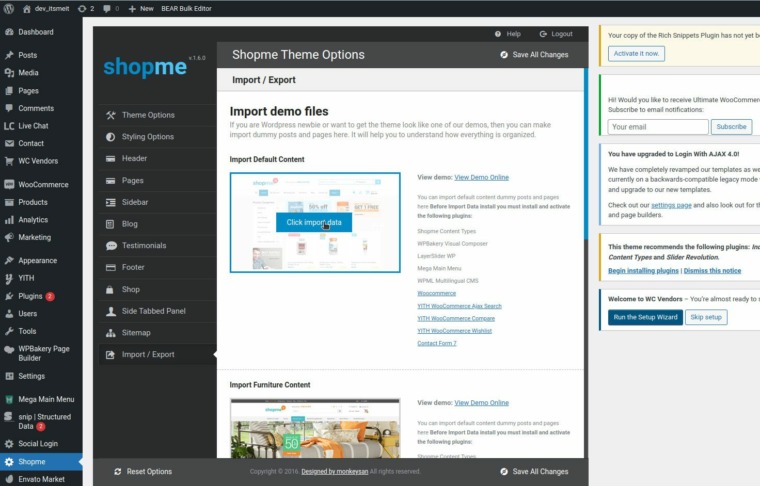 dev_itsmeit
2
0
+ New
BEAR Bulk Editor
Dashboard
Posts
Media
Pages
Comments
LC Live Chat
Contact
WC Vendors
WooCommerce
Products
Analytics
Marketing
Appearance
YITH
Plugins 2
Users
Tools
WPBakery Page
Builder
Settings
Mega Main Menu
snip | Structured
Data 2
Social Login
Shopme
Envato Market
shopme
v.1.6.0
Theme Options
Styling Options
Header
Pages
Sidebar
Blog
Testimonials
Footer
Shop
Side Tabbed Panel
Sitemap
Import / Export
Reset Options
Help
Logout
Shopme Theme Options
Save All Changes
Import / Export
Import demo files
If you are Wordpress newbie or want to get the theme look like one of our demos, then you can make
import dummy posts and pages here. It will help you to understand how everything is organized.
Import Default Content
shopme
50% off
GET 1 FREE
Click import data
View demo: View Demo Online
You can import default content dummy posts and pages
here Before Import Data install you must install and activate
the following plugins:
Shopme Content Types
WPBakery Visual Composer
LayerSlider WP
Mega Main Menu
WPML Multilingual CMS
Woocommerce
YITH WooCommerce Ajax Search
YITH WooCommerce Compare
YITH WooCommerce Wishlist
Contact Form 7
Import Furniture Content
shopme
50
View demo: View Demo Online
You can import default content dummy posts and pages
here Before Import Data install you must install and activate
the following plugins:
Shopme Content Types
Copyright © 2016. Designed by monkeysan All rights reserved.
Save All Changes
Your copy of the Rich Snippets Plugin has not yet be
Activate it now.
Hi! Would you like to receive Ultimate WooCommerc
Subscribe to email notifications:
Your email
Subscribe
You have upgraded to Login With AJAX 4.0!
We have completely revamped our templates as we
currently on a backwards-compatible legacy mode
and upgrade to our new templates.
Check out our settings page and also look out for th
and page builders.
This theme recommends the following plugins: In
Content Types and Slider Revolution.
Begin installing plugins | Dismiss this notice
Welcome to WC Vendors – You're almost ready to s
Run the Setup Wizard
Skip setup